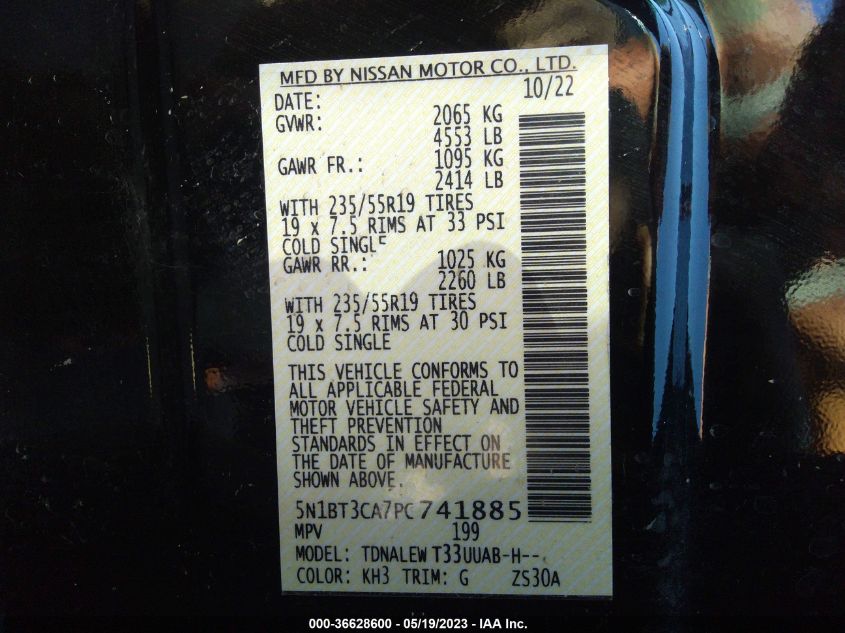 MFD BY NISSAN MOTOR CO., LTD.
DATE: 10/22
GVWR: 2065 KG
4553 LB
GAWR FR.: 1095 KG
2414 LB
WITH 235/55R19 TIRES
19 x 7.5 RIMS AT 33 PSI
COLD SINGLE
GAWR RR.: 1025 KG
2260 LB
WITH 235/55R19 TIRES
19 x 7.5 RIMS AT 30 PSI
COLD SINGLE
THIS VEHICLE CONFORMS TO
ALL APPLICABLE FEDERAL
MOTOR VEHICLE SAFETY AND
THEFT PREVENTION
STANDARDS IN EFFECT ON
THE DATE OF MANUFACTURE
SHOWN ABOVE.
5N1BT3CA7PC741885
MPV 199
MODEL: TDNALEW T33UUAB-H--
COLOR: KH3 TRIM: G ZS30A
000-36628600 - 05/19/2023 - IAA Inc.